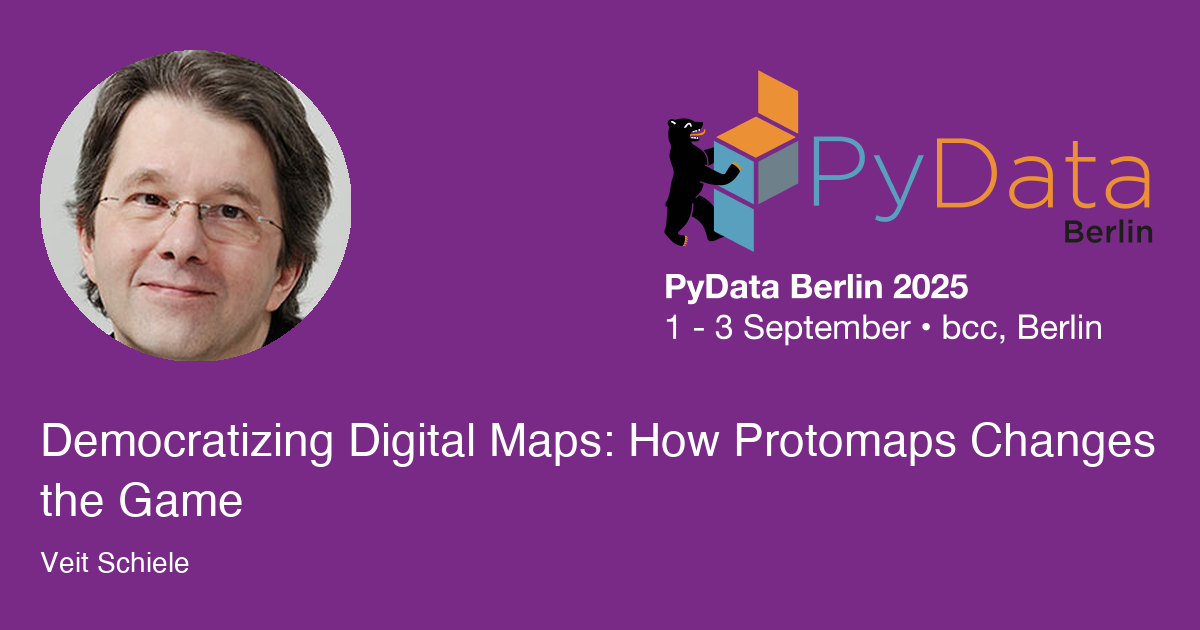 PyData
Berlin
PyData Berlin 2025
1 - 3 September • bcc, Berlin
Democratizing Digital Maps: How Protomaps Changes
the Game
Veit Schiele